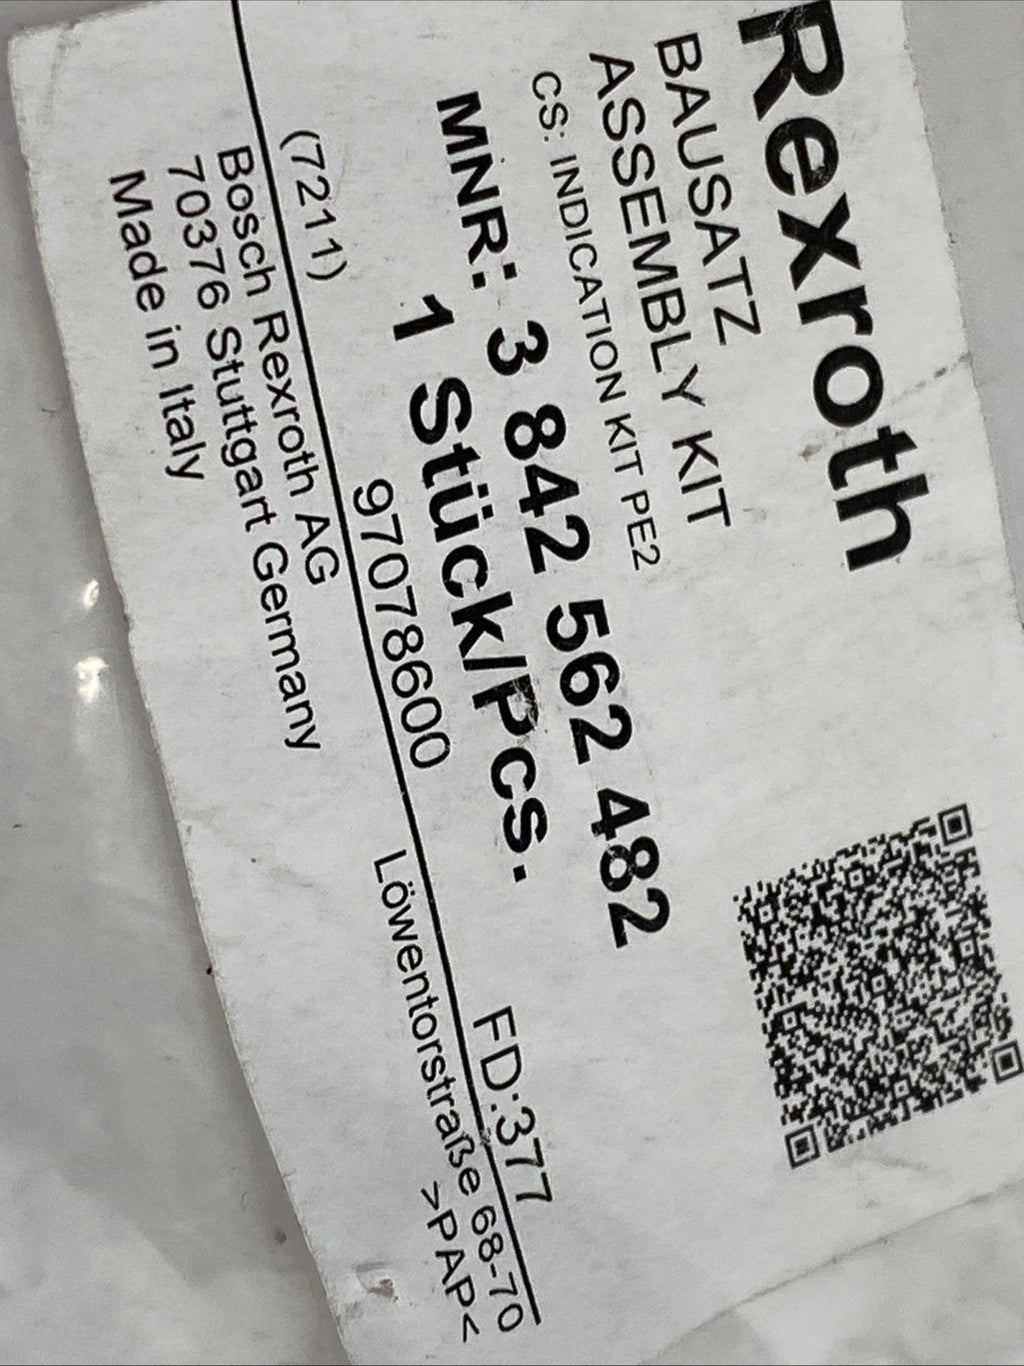 Rexroth
BAUSATZ
ASSEMBLY KIT
CS: INDICATION KIT PE2
MNR: 3 842 562 482
1 Stück/Pcs.
(7211) 97078600 FD:377
Bosch Rexroth AG Löwentorstraße 68-70
70376 Stuttgart Germany >PAP<
Made in Italy